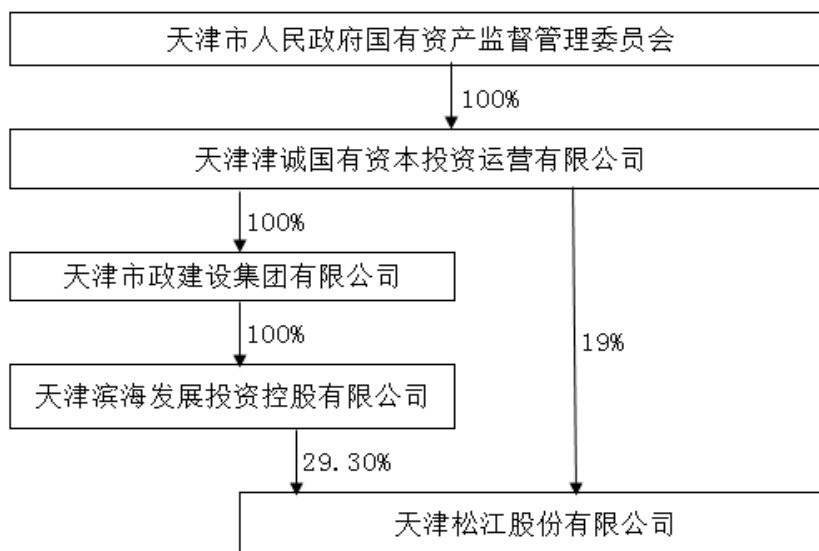 天津市人民政府国有资产监督管理委员会
100%
天津津诚国有资本投资运营有限公司
100%
天津市政建设集团有限公司
100%
19%
天津滨海发展投资控股有限公司
29.30%
天津松江股份有限公司